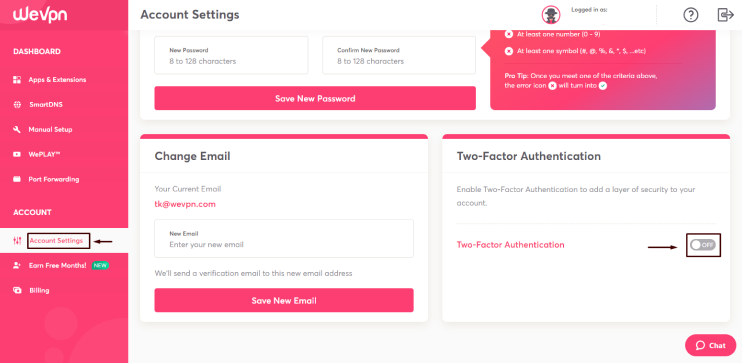 WeVpn
Account Settings
Logged in as:
DASHBOARD
Apps & Extensions
SmartDNS
Manual Setup
WePLAY™
Port Forwarding
ACCOUNT
Account Settings
Earn Free Months! NEW
Billing
New Password
8 to 128 characters
Confirm New Password
8 to 128 characters
Save New Password
At least one number (0 - 9)
At least one symbol (#, @, %, &, *, $, ...etc)
Pro Tip: Once you meet one of the criteria above,
the error icon will turn into
Change Email
Your Current Email
tk@wevpn.com
New Email
Enter your new email
We'll send a verification email to this new email address
Save New Email
Two-Factor Authentication
Enable Two-Factor Authentication to add a layer of security to your
account.
Two-Factor Authentication
OFF
Chat